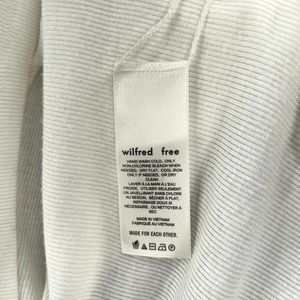 wilfred free
HAND WASH COLD, ONLY
NON-CHLORINE BLEACH WHEN
NEEDED, DRY FLAT, COOL IRON
ONLY IF NEEDED, OR DRY
CLEAN
LAVER À LA MAIN À L'EAU
FROIDE, UTILISER SEULEMENT
UN JAVELLISANT SANS CHLORE
AU BESOIN, SÉCHER À PLAT,
REPASSAGE DOUX SI
NÉCESSAIRE, OU NETTOYER À
SEC
MADE IN VIETNAM
FABRIQUÉ AU VIETNAM
MADE FOR EACH OTHER.